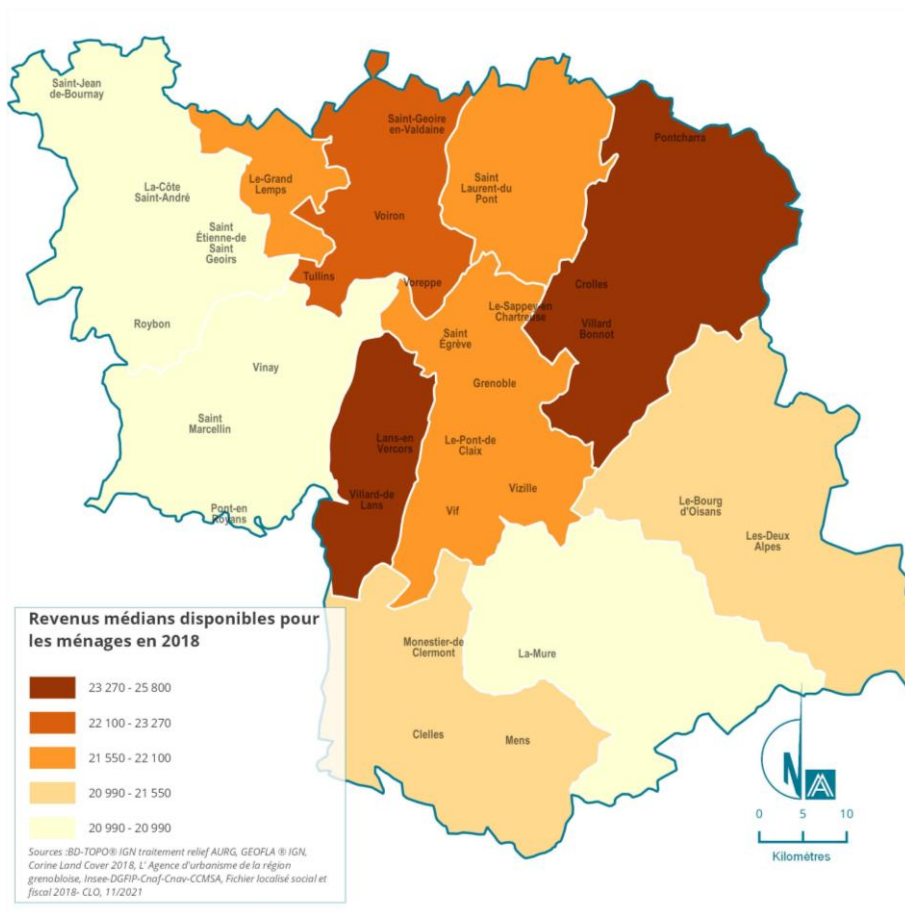 Saint-Jean
de-Bournay
Saint-Geoire
en-Valdaine
Pontcharra
Le-Grand
Lemps
La-Côte
Saint-André
Saint
Laurent-du
Pont
Voiron
Saint
Étienne-de
Saint
Geoirs
Tullins
Voreppe
Crolles
Le-Sappey-en
Chartreuse
Villard
Bonnot
Roybon
Saint
Égrève
Vinay
Grenoble
Saint
Marcellin
Lans-en
Vercors
Le-Pont-de
Claix
Villard-de
Lans
Vizille
Pont-en
Royans
Vif
Le-Bourg
d'Oisans
Les-Deux
Alpes
Monestier-de
Clermont
La-Mure
Clelles
Mens
Revenus médians disponibles pour
les ménages en 2018
23 270 - 25 800
22 100 - 23 270
21 550 - 22 100
20 990 - 21 550
20 990 - 20 990
Sources :BD-TOPO® IGN traitement relief AURG, GEOFLA ® IGN,
Corine Land Cover 2018, L' Agence d'urbanisme de la région
grenobloise, Insee-DGFIP-Cnaf-Cnav-CCMSA, Fichier localisé social et
fiscal 2018- CLO, 11/2021
N
0 5 10
Kilomètres